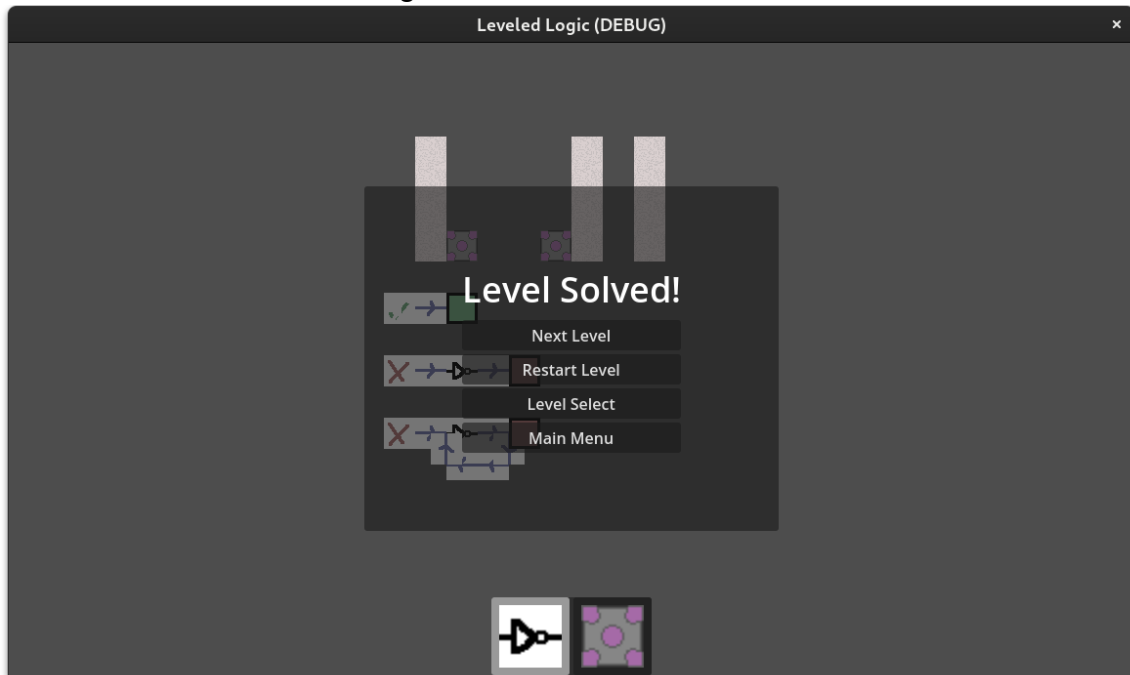 Leveled Logic (DEBUG)
Level Solved!
Next Level
Restart Level
Level Select
Main Menu